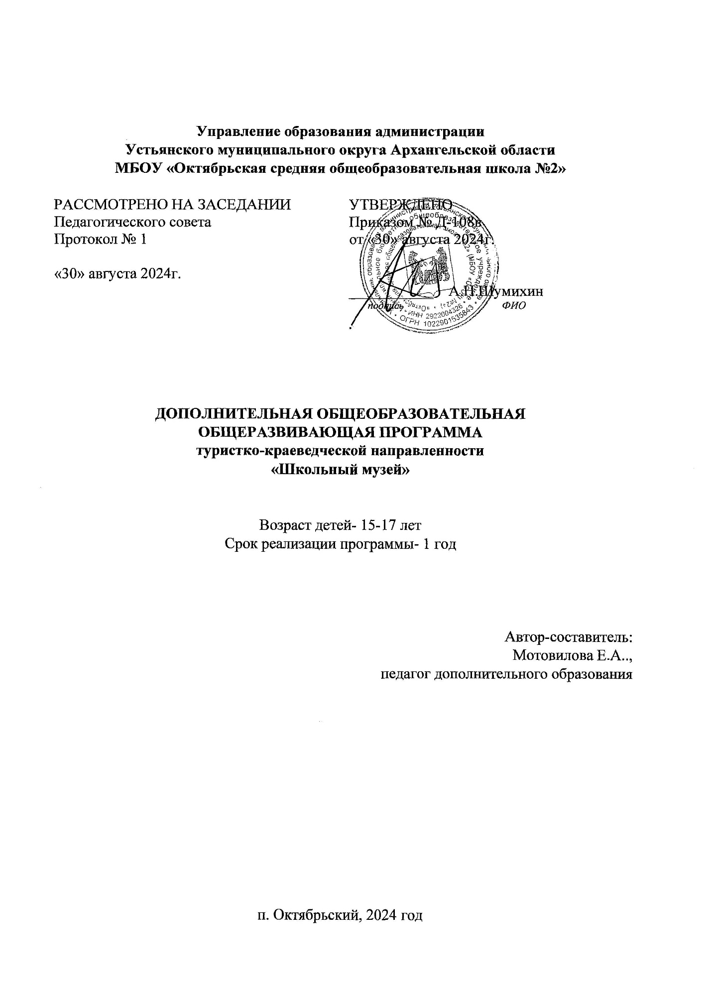 Управление образования администрации
Устьянского муниципального округа Архангельской области
МБОУ «Октябрьская средняя общеобразовательная школа №2»
РАССМОТРЕНО НА ЗАСЕДАНИИ
Педагогического совета
Протокол № 1
«30» августа 2024г.
УТВЕРЖДЕНО
Приказом № Д-108в
от «30» августа 2024г.
А.Н.Шумихин
подпись
ФИО
ИНН 2922004326
ОГРН 1022901535843
ДОПОЛНИТЕЛЬНАЯ ОБЩЕОБРАЗОВАТЕЛЬНАЯ
ОБЩЕРАЗВИВАЮЩАЯ ПРОГРАММА
туристко-краеведческой направленности
«Школьный музей»
Возраст детей- 15-17 лет
Срок реализации программы- 1 год
Автор-составитель:
Мотовилова Е.А..,
педагог дополнительного образования
п. Октябрьский, 2024 год